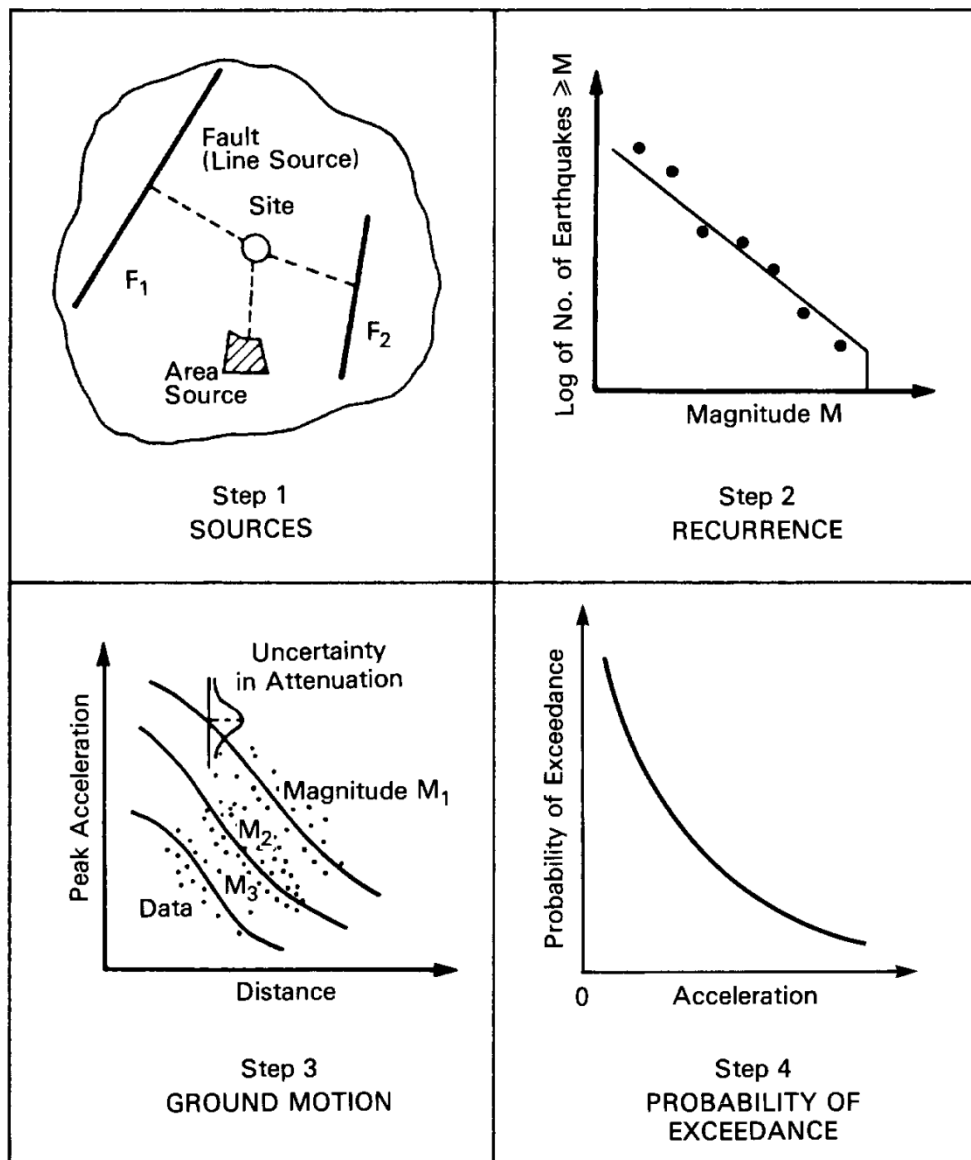 Fault
(Line Source)
Site
F₁
F₂
Area
Source
Step 1
SOURCES
Log of No. of Earthquakes ⩾M
Magnitude M
Step 2
RECURRENCE
Uncertainty
in Attenuation
Peak Acceleration
Magnitude M₁
M₂
M₃
Data
Distance
Step 3
GROUND MOTION
Probability of Exceedance
0
Acceleration
Step 4
PROBABILITY OF
EXCEEDANCE